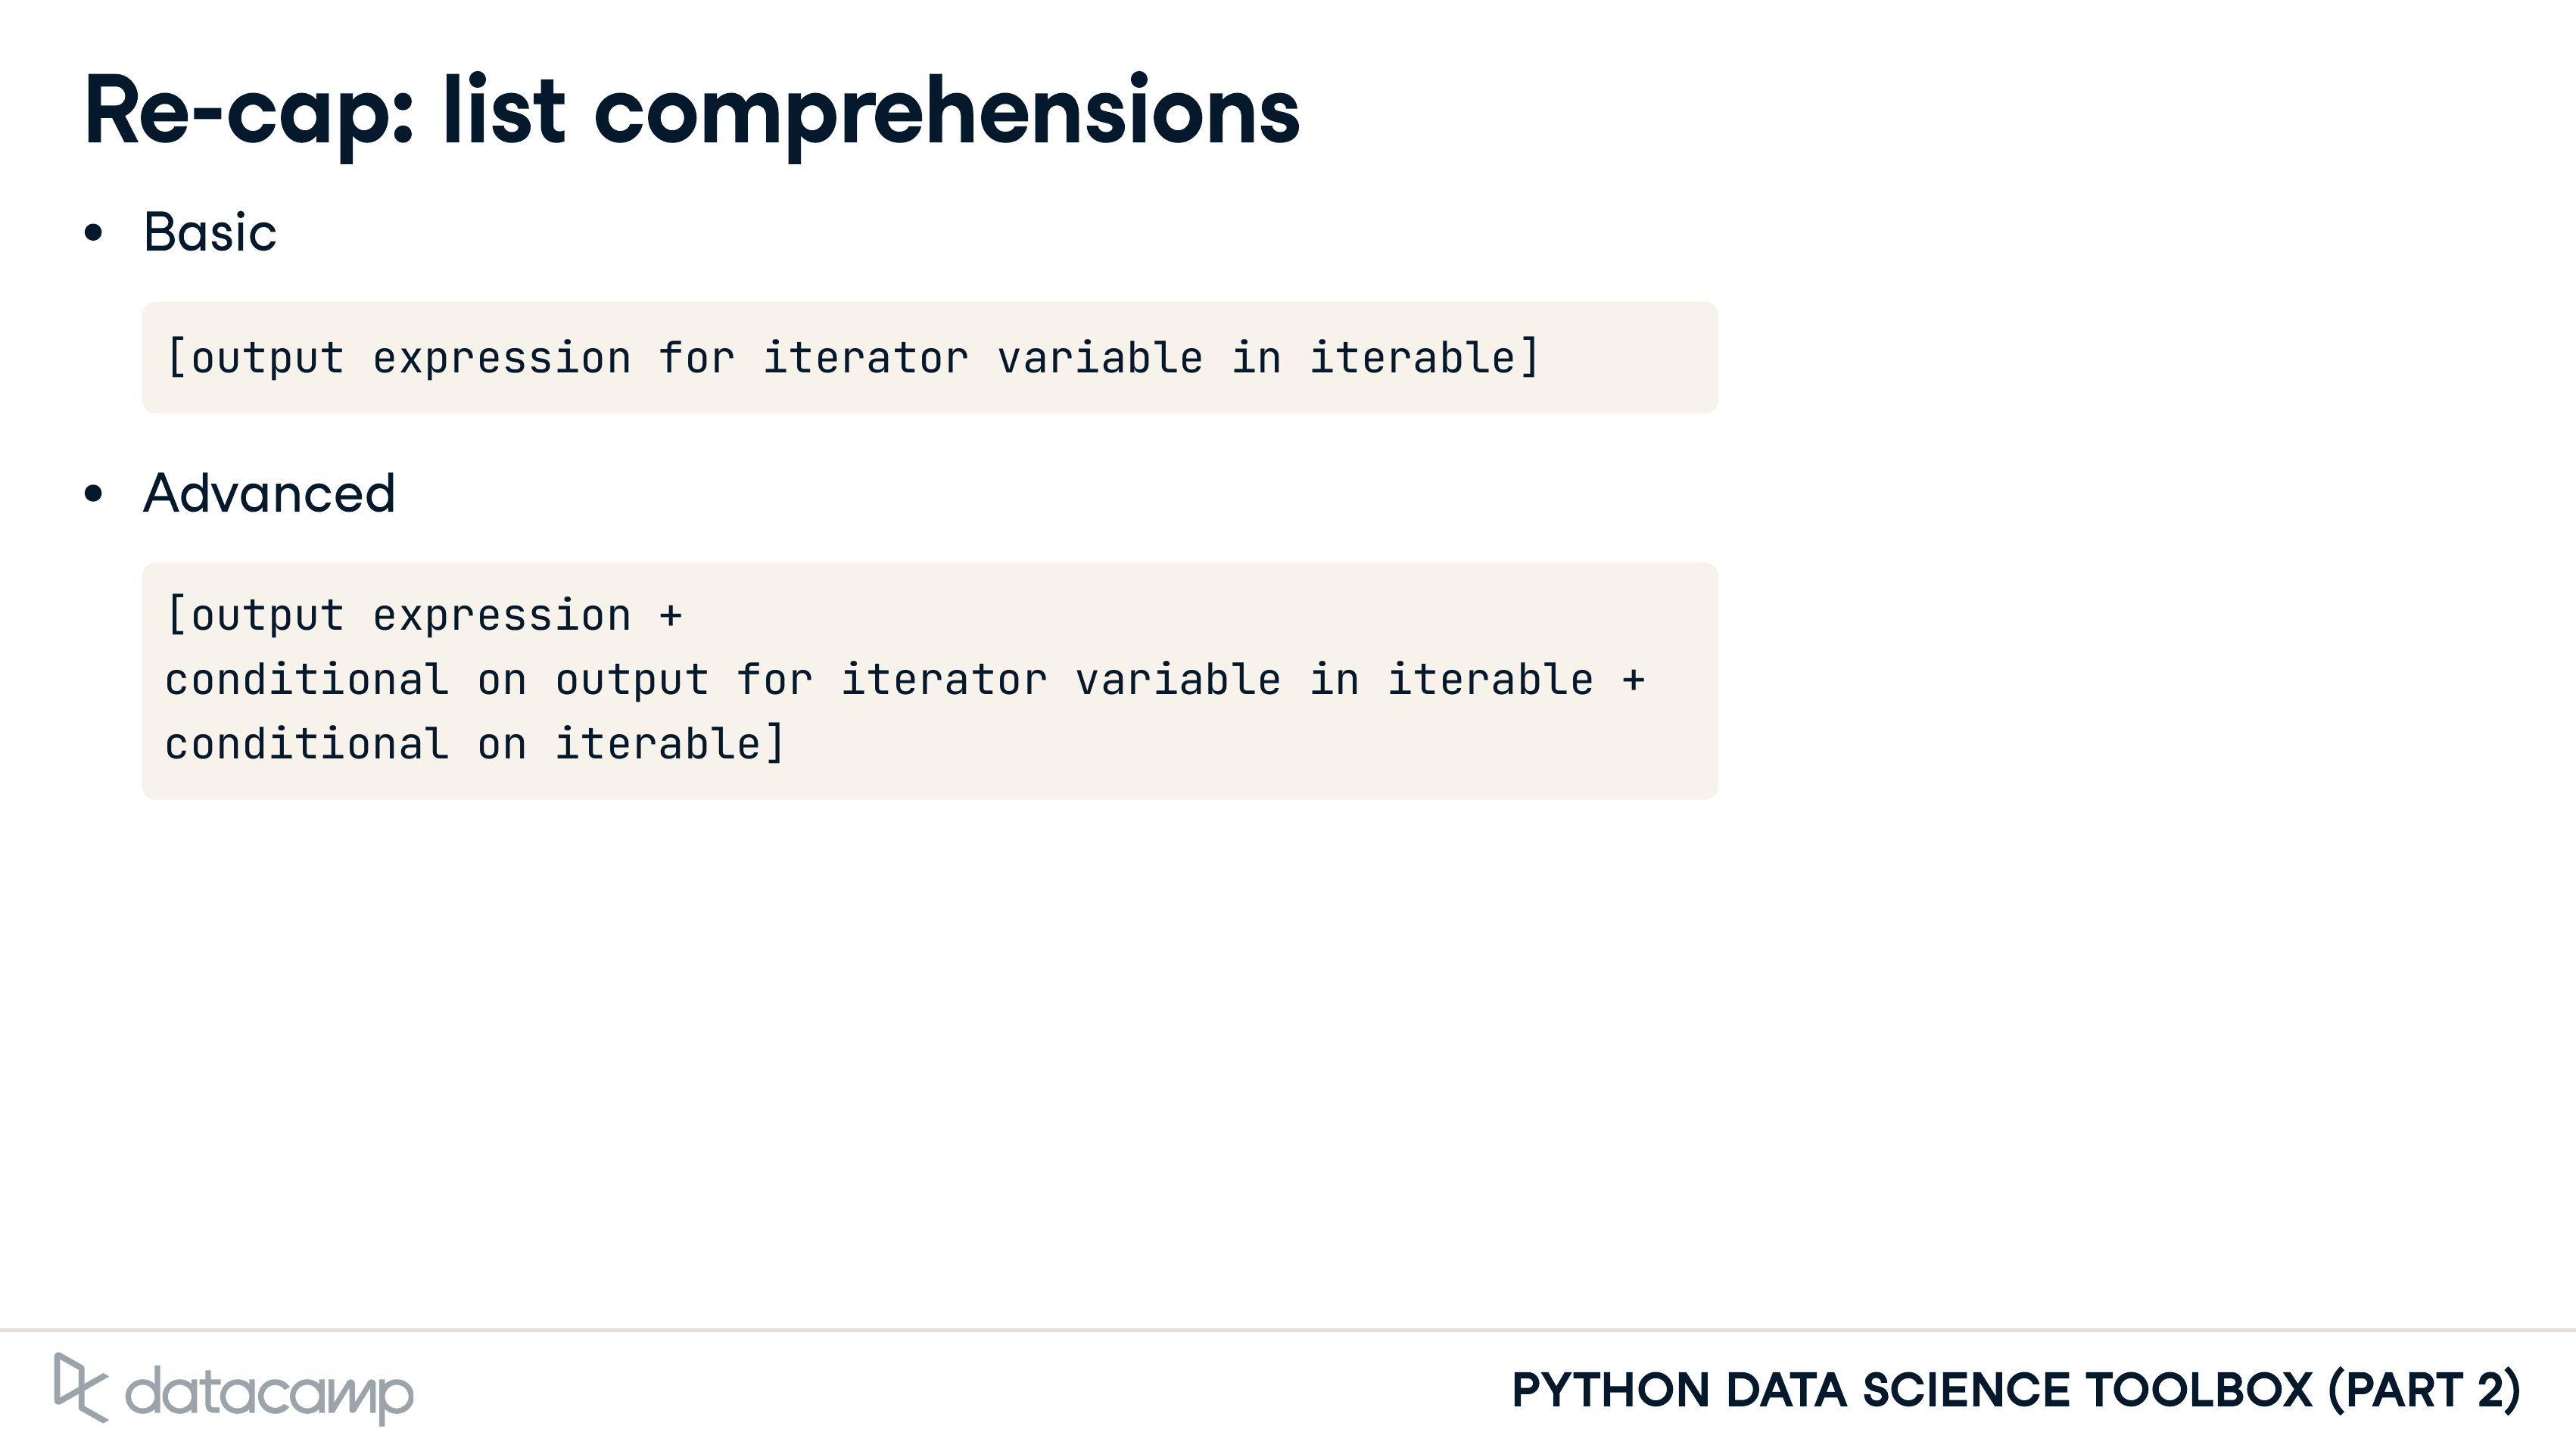 Re-cap: list comprehensions
• Basic
[output expression for iterator variable in iterable]
• Advanced
[output expression +
conditional on output for iterator variable in iterable +
conditional on iterable]
datacamp
PYTHON DATA SCIENCE TOOLBOX (PART 2)